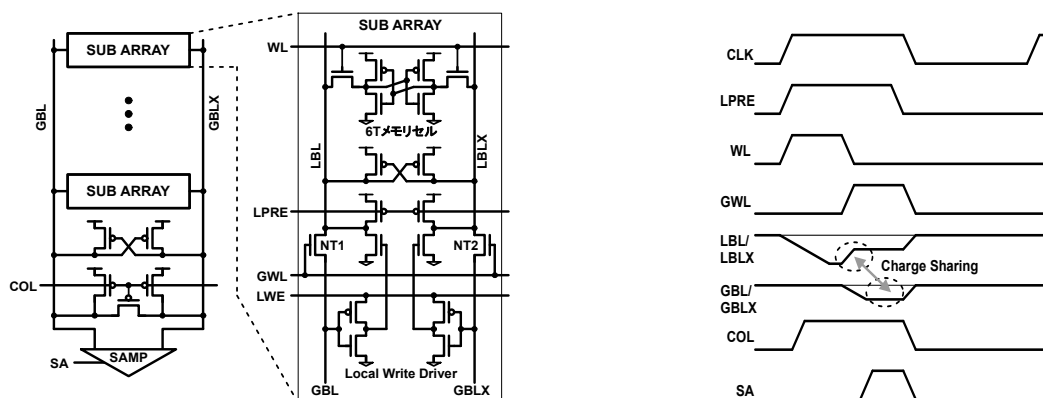 SUB ARRAY
GBL
GBLX
SUB ARRAY
COL
SA
SAMP
SUB ARRAY
WL
6Tメモリセル
LBL
LBLX
LPRE
NT1
NT2
GWL
LWE
Local Write Driver
GBL
GBLX
CLK
LPRE
WL
GWL
LBL/
LBLX
Charge Sharing
GBL/
GBLX
COL
SA